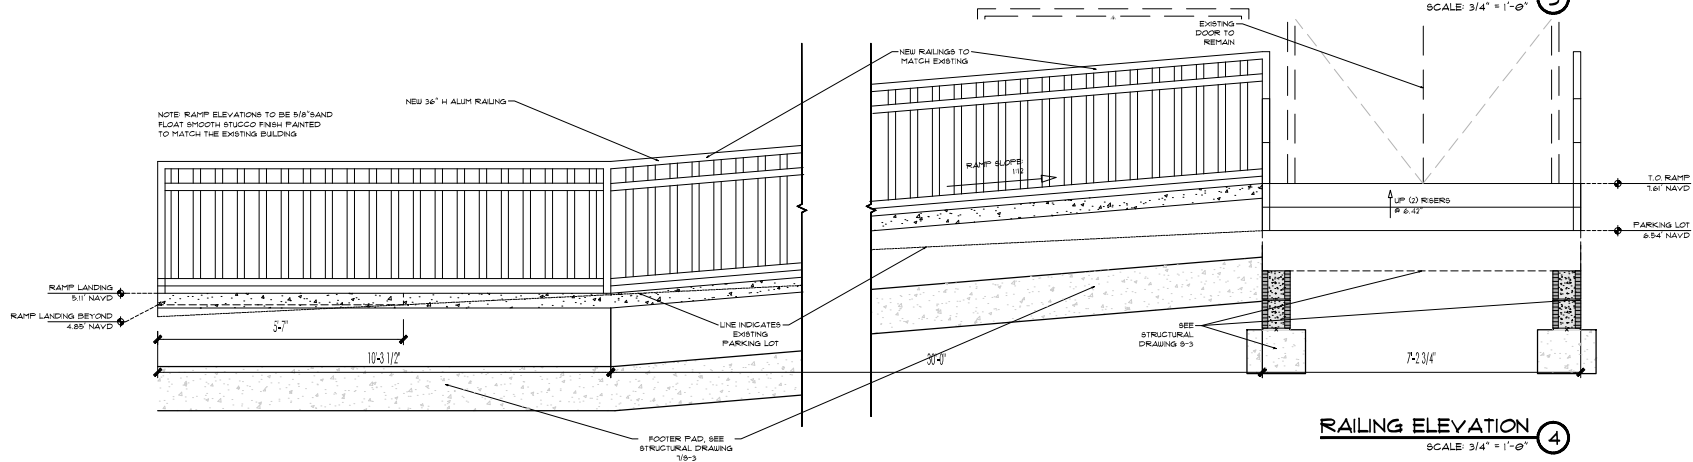 SCALE: 3/4" = 1'-0"
3
EXISTING
DOOR TO
REMAIN
NEW RAILINGS TO
MATCH EXISTING
NEW 36" H ALUM RAILING
NOTE: RAMP ELEVATIONS TO BE 5/8"SAND
FLOAT SMOOTH STUCCO FINISH PAINTED
TO MATCH THE EXISTING BUILDING
RAMP SLOPE:
1:12
T.O. RAMP
7.61' NAVD
UP (2) RISERS
@ 6.42"
PARKING LOT
6.54' NAVD
RAMP LANDING
5.11' NAVD
RAMP LANDING BEYOND
4.85' NAVD
5'-7"
LINE INDICATES
EXISTING
PARKING LOT
SEE
STRUCTURAL
DRAWING S-3
10'-3 1/2"
30'-0"
7'-2 3/4"
FOOTER PAD, SEE
STRUCTURAL DRAWING
7/S-3
RAILING ELEVATION
4
SCALE: 3/4" = 1'-0"